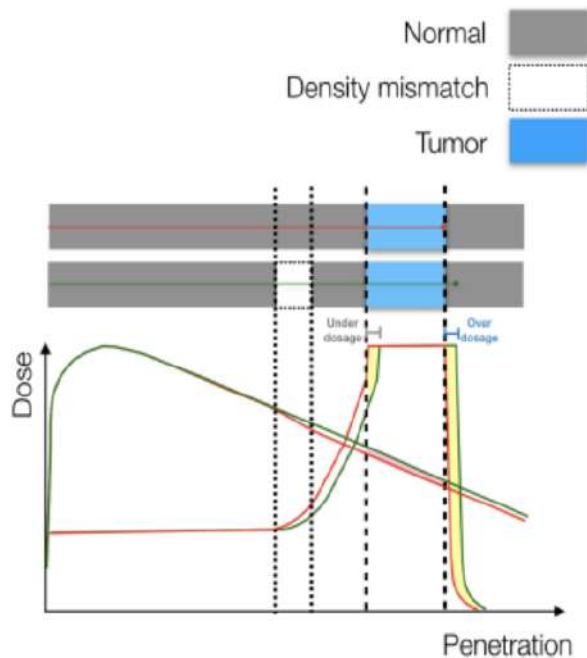 Normal
Density mismatch
Tumor
Under
dosage
Over
dosage
Dose
Penetration